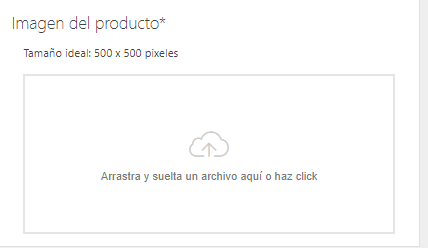 Imagen del producto*
Tamaño ideal: 500 x 500 pixeles
Arrastra y suelta un archivo aquí o haz click